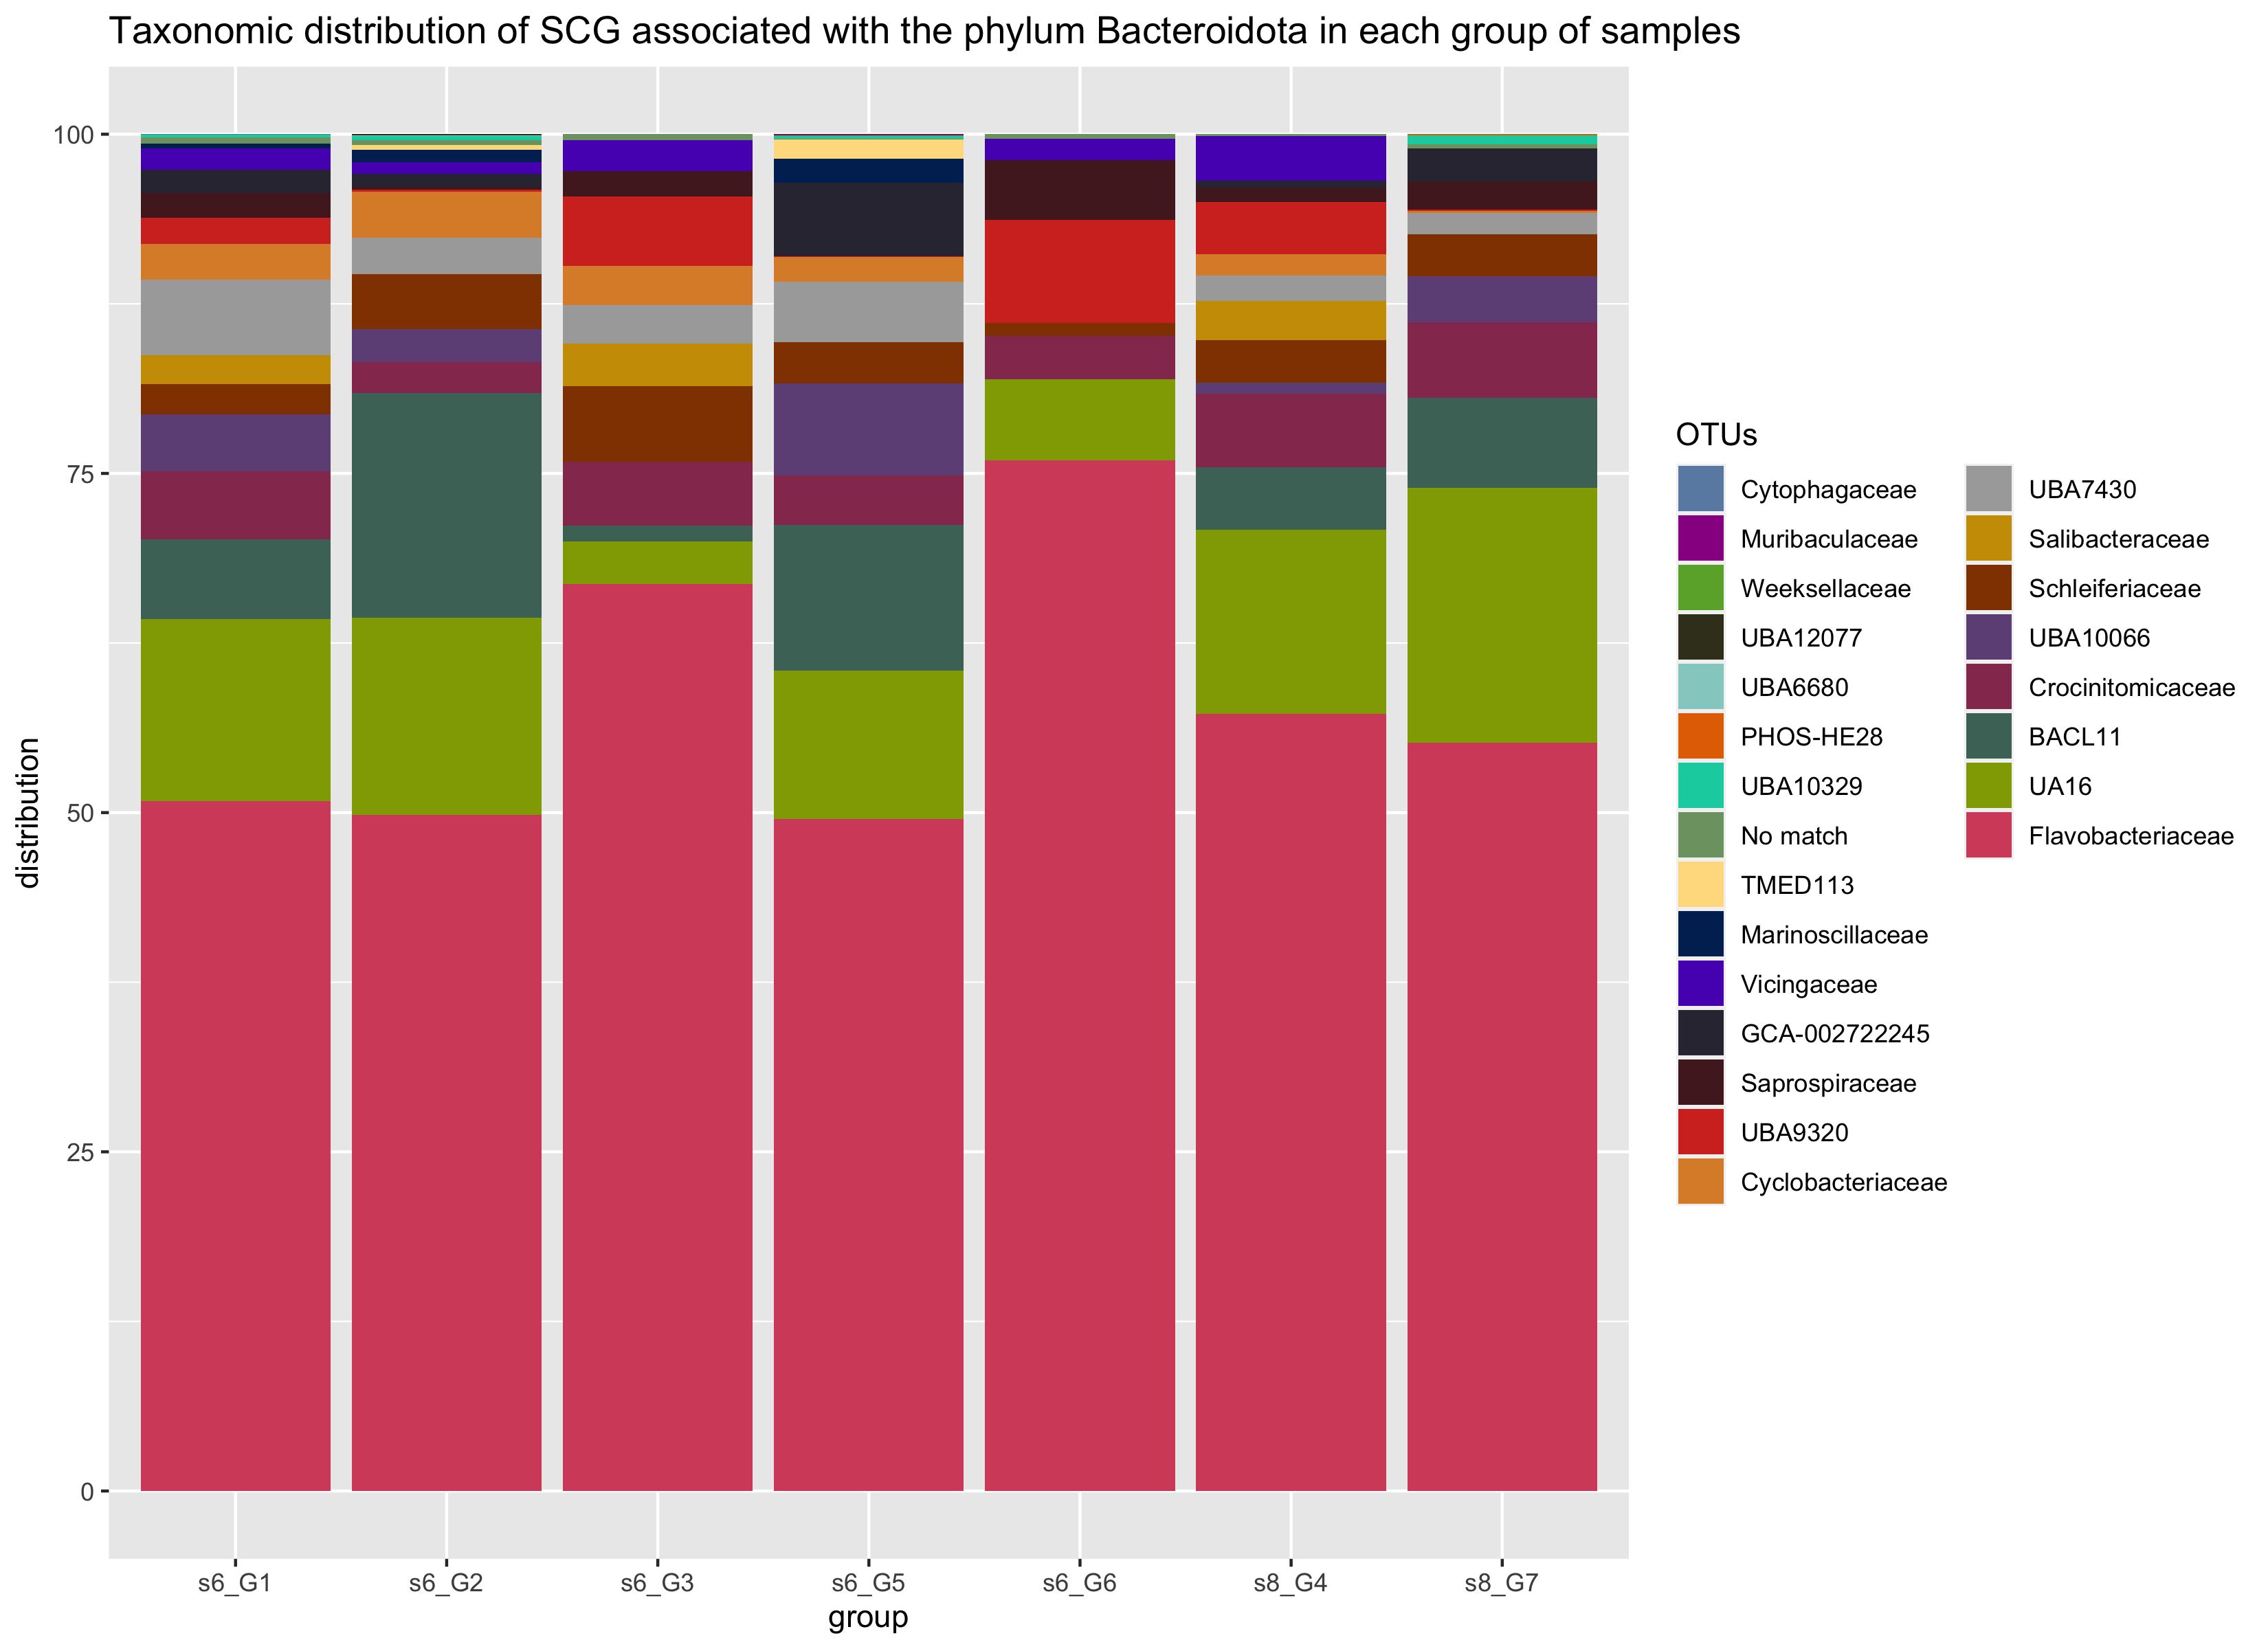 Taxonomic distribution of SCG associated with the phylum Bacteroidota in each group of samples
distribution
100
75
50
25
0
s6_G1
s6_G2
s6_G3
s6_G5
s6_G6
s8_G4
s8_G7
group
OTUs
Cytophagaceae
Muribaculaceae
Weeksellaceae
UBA12077
UBA6680
PHOS-HE28
UBA10329
No match
TMED113
Marinoscillaceae
Vicingaceae
GCA-002722245
Saprospiraceae
UBA9320
Cyclobacteriaceae
UBA7430
Salibacteraceae
Schleiferiaceae
UBA10066
Crocinitomicaceae
BACL11
UA16
Flavobacteriaceae